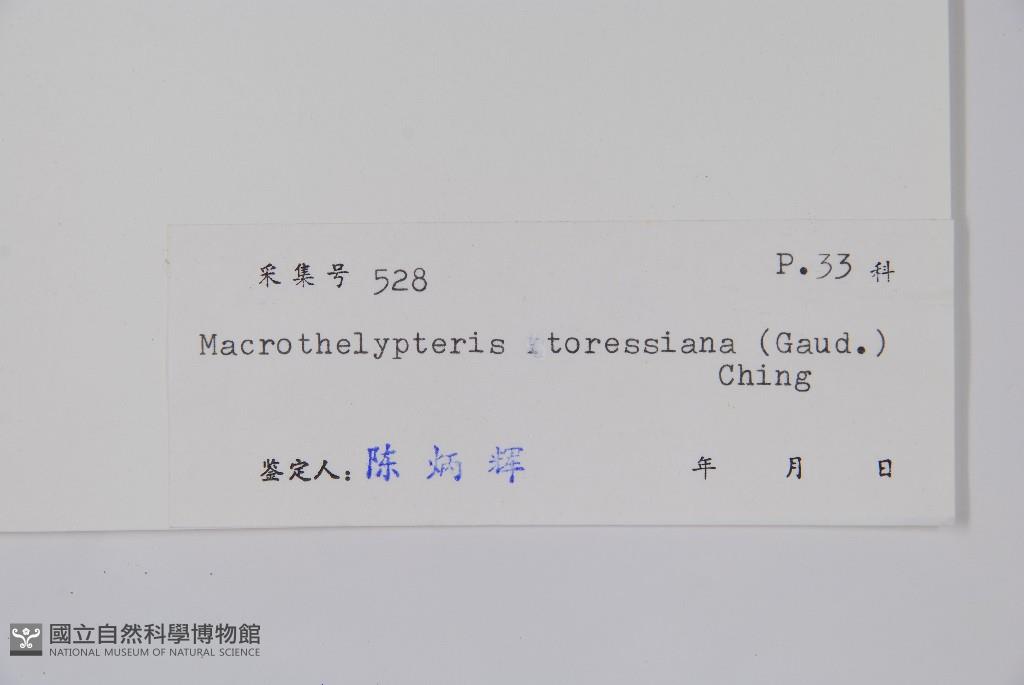 采集号 528 P.33 科
Macrothelypteris toressiana (Gaud.)
Ching
鉴定人: 陈炳辉 年 月 日
國立自然科學博物館
NATIONAL MUSEUM OF NATURAL SCIENCE